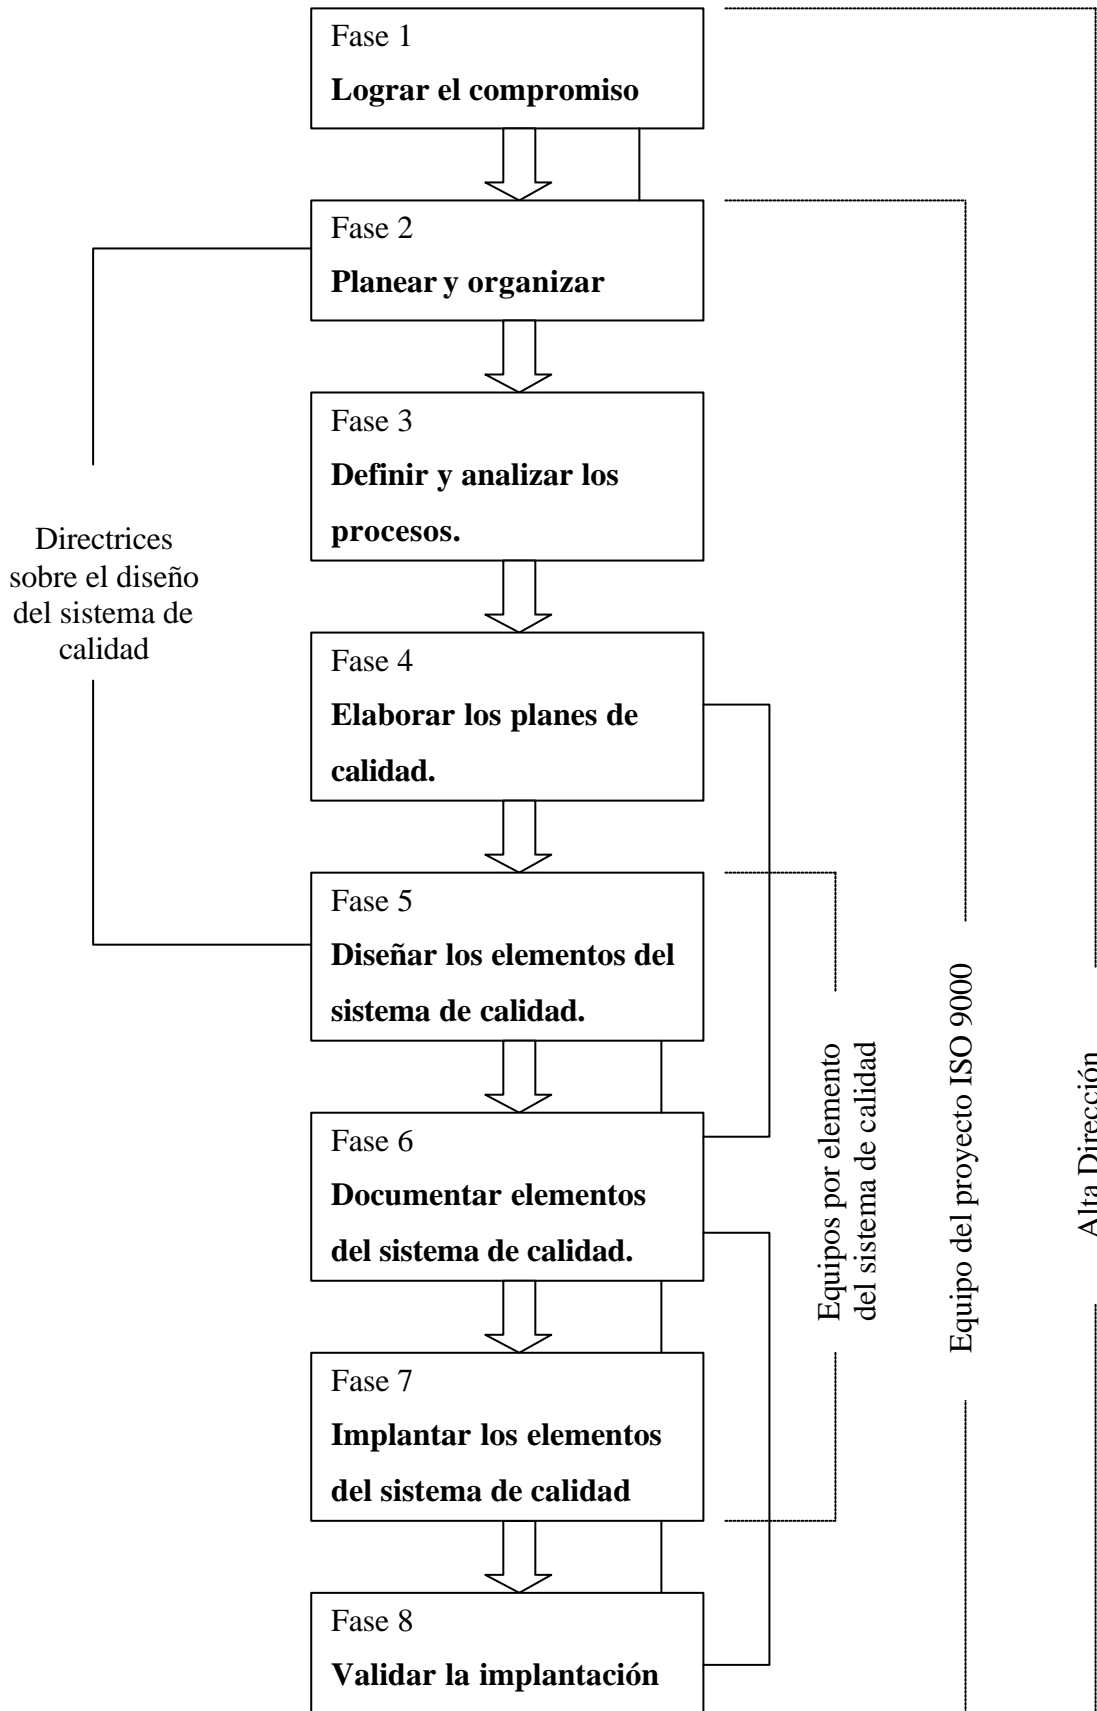 Fase 1
Lograr el compromiso
Fase 2
Planear y organizar
Fase 3
Definir y analizar los
procesos.
Directrices
sobre el diseño
del sistema de
calidad
Fase 4
Elaborar los planes de
calidad.
Fase 5
Diseñar los elementos del
sistema de calidad.
Fase 6
Documentar elementos
del sistema de calidad.
Fase 7
Implantar los elementos
del sistema de calidad
Fase 8
Validar la implantación
Equipos por elemento
del sistema de calidad
Equipo del proyecto ISO 9000
Alta Dirección